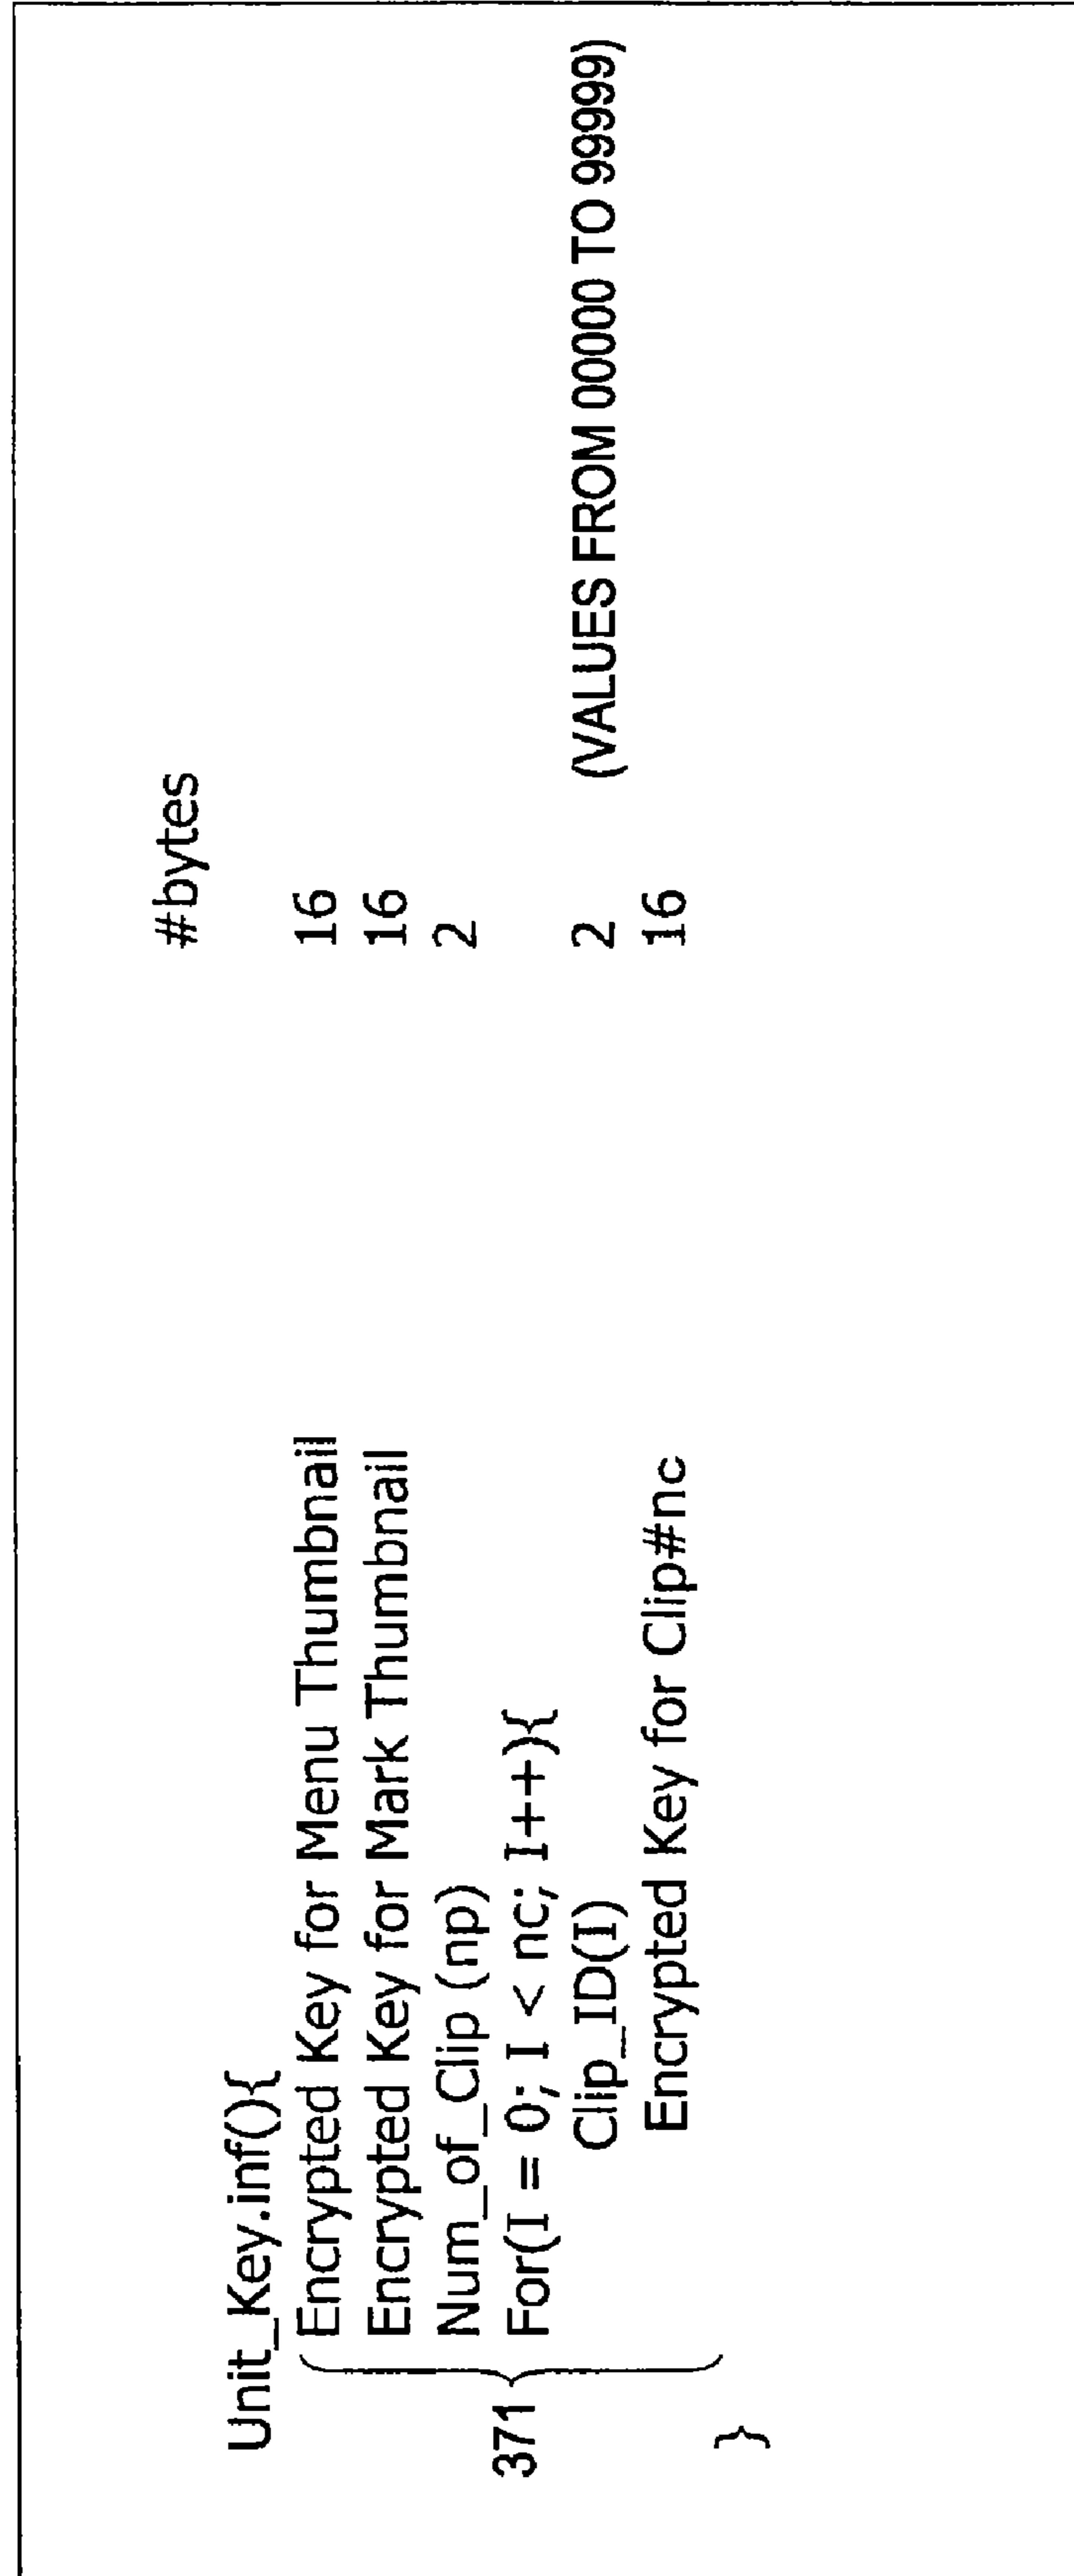 #bytes
Unit_Key.inf(){
Encrypted Key for Menu Thumbnail 16
Encrypted Key for Mark Thumbnail 16
Num_of_Clip (np) 2
For(I = 0; I < nc; I++){
Clip_ID(I) 2 (VALUES FROM 00000 TO 99999)
Encrypted Key for Clip#nc 16
371
}